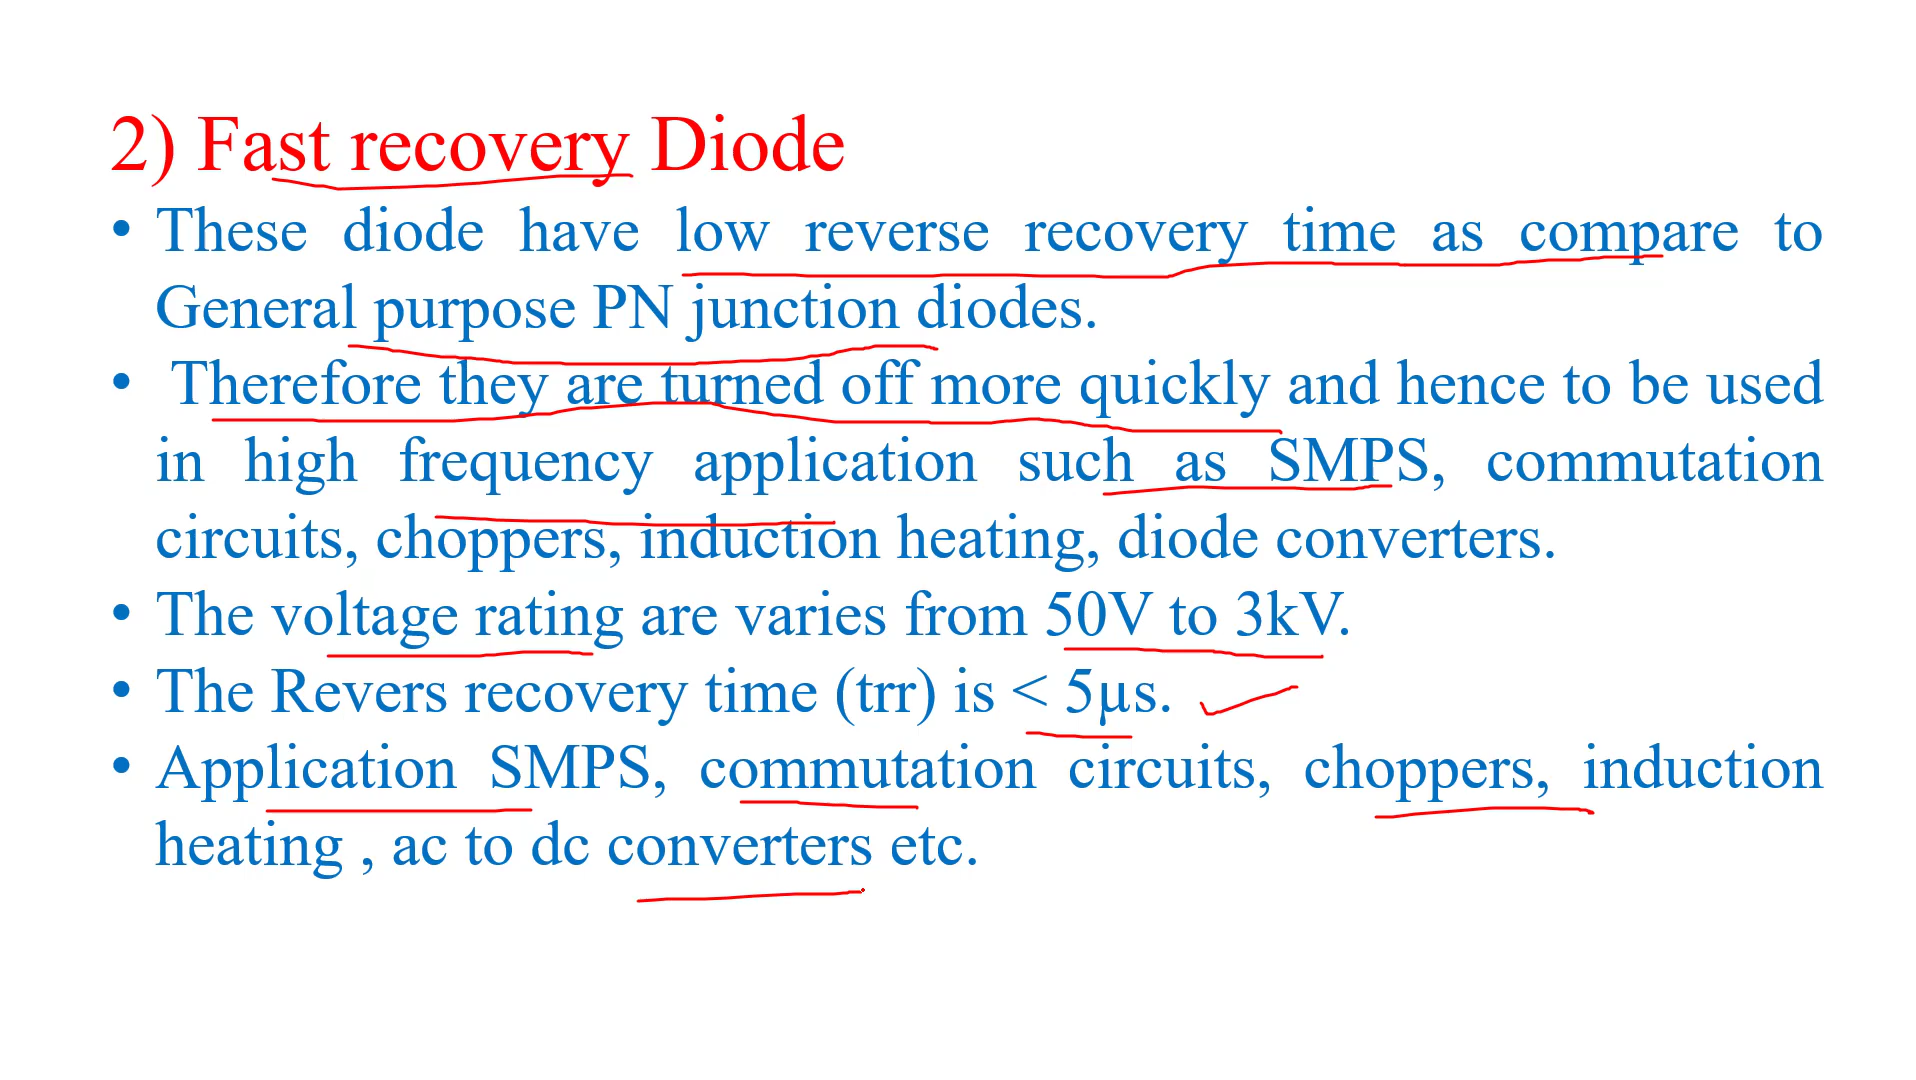 2) Fast recovery Diode
• These diode have low reverse recovery time as compare to
General purpose PN junction diodes.
• Therefore they are turned off more quickly and hence to be used
in high frequency application such as SMPS, commutation
circuits, choppers, induction heating, diode converters.
• The voltage rating are varies from 50V to 3kV.
• The Revers recovery time (trr) is < 5µs.
• Application SMPS, commutation circuits, choppers, induction
heating , ac to dc converters etc.